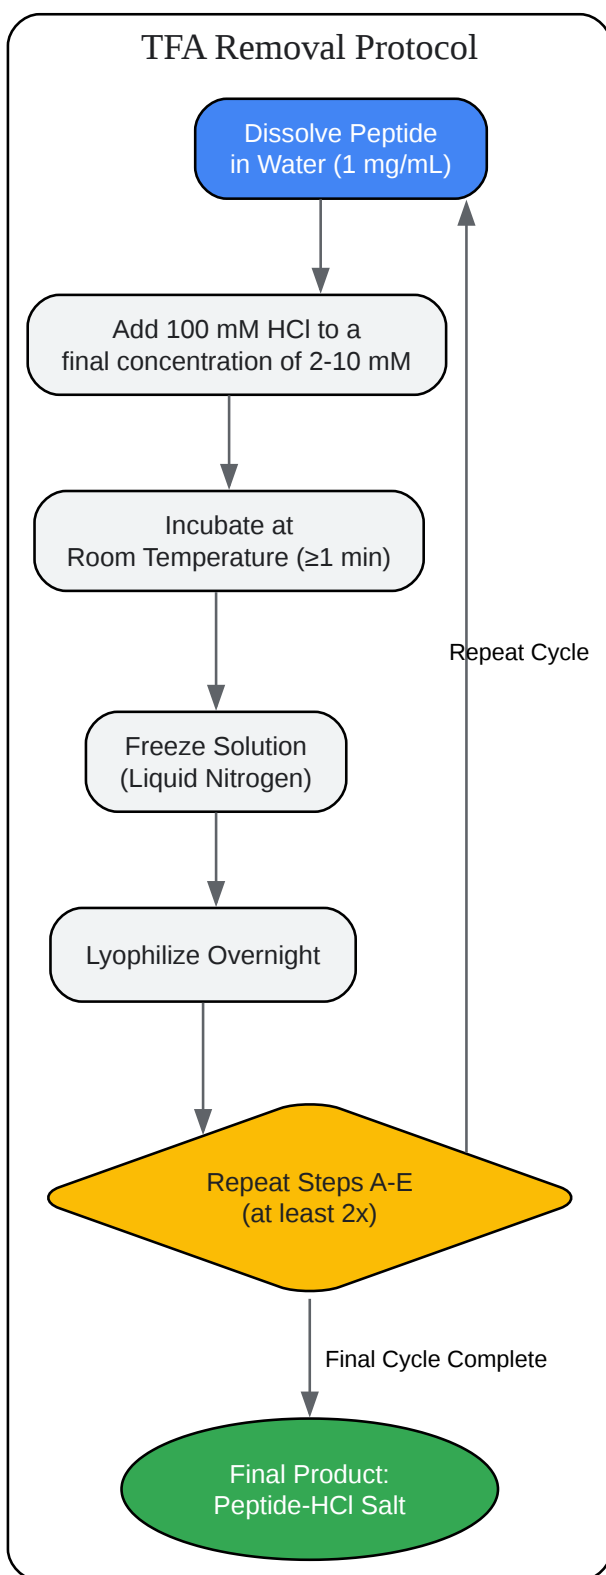 TFA Removal Protocol
Dissolve Peptide
in Water (1 mg/mL)
Add 100 mM HCl to a
final concentration of 2-10 mM
Incubate at
Room Temperature (≥1 min)
Repeat Cycle
Freeze Solution
(Liquid Nitrogen)
Lyophilize Overnight
Repeat Steps A-E
(at least 2x)
Final Cycle Complete
Final Product:
Peptide-HCl Salt